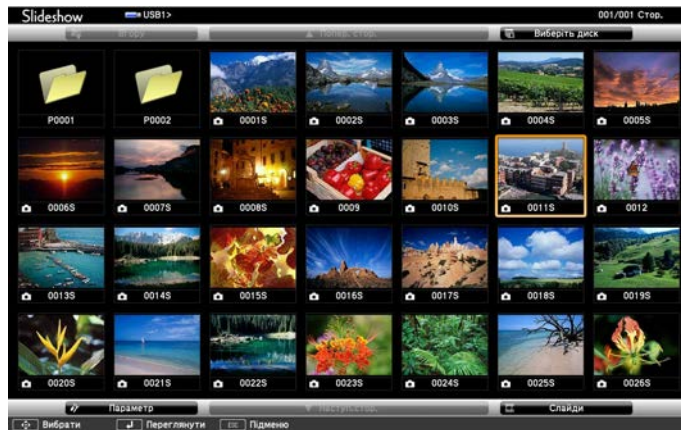 Slideshow USB1> 001/001 Стор.
Вгору Попер. стор. Виберіть диск
P0001 P0002 0001S 0002S 0003S 0004S 0005S
0006S 0007S 0008S 0009 0010S 0011S 0012
0013S 0014S 0015S 0016S 0017S 0018S 0019S
0020S 0021S 0022S 0023S 0024S 0025S 0026S
Параметр Наступ.стор. Слайди
Вибрати Переглянути Esc Підменю